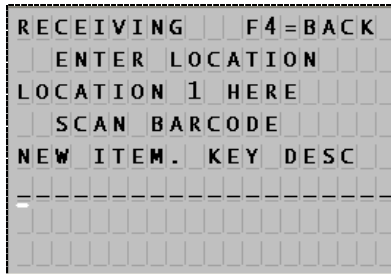 RECEIVING F4=BACK
ENTER LOCATION
LOCATION 1 HERE
SCAN BARCODE
NEW ITEM. KEY DESC